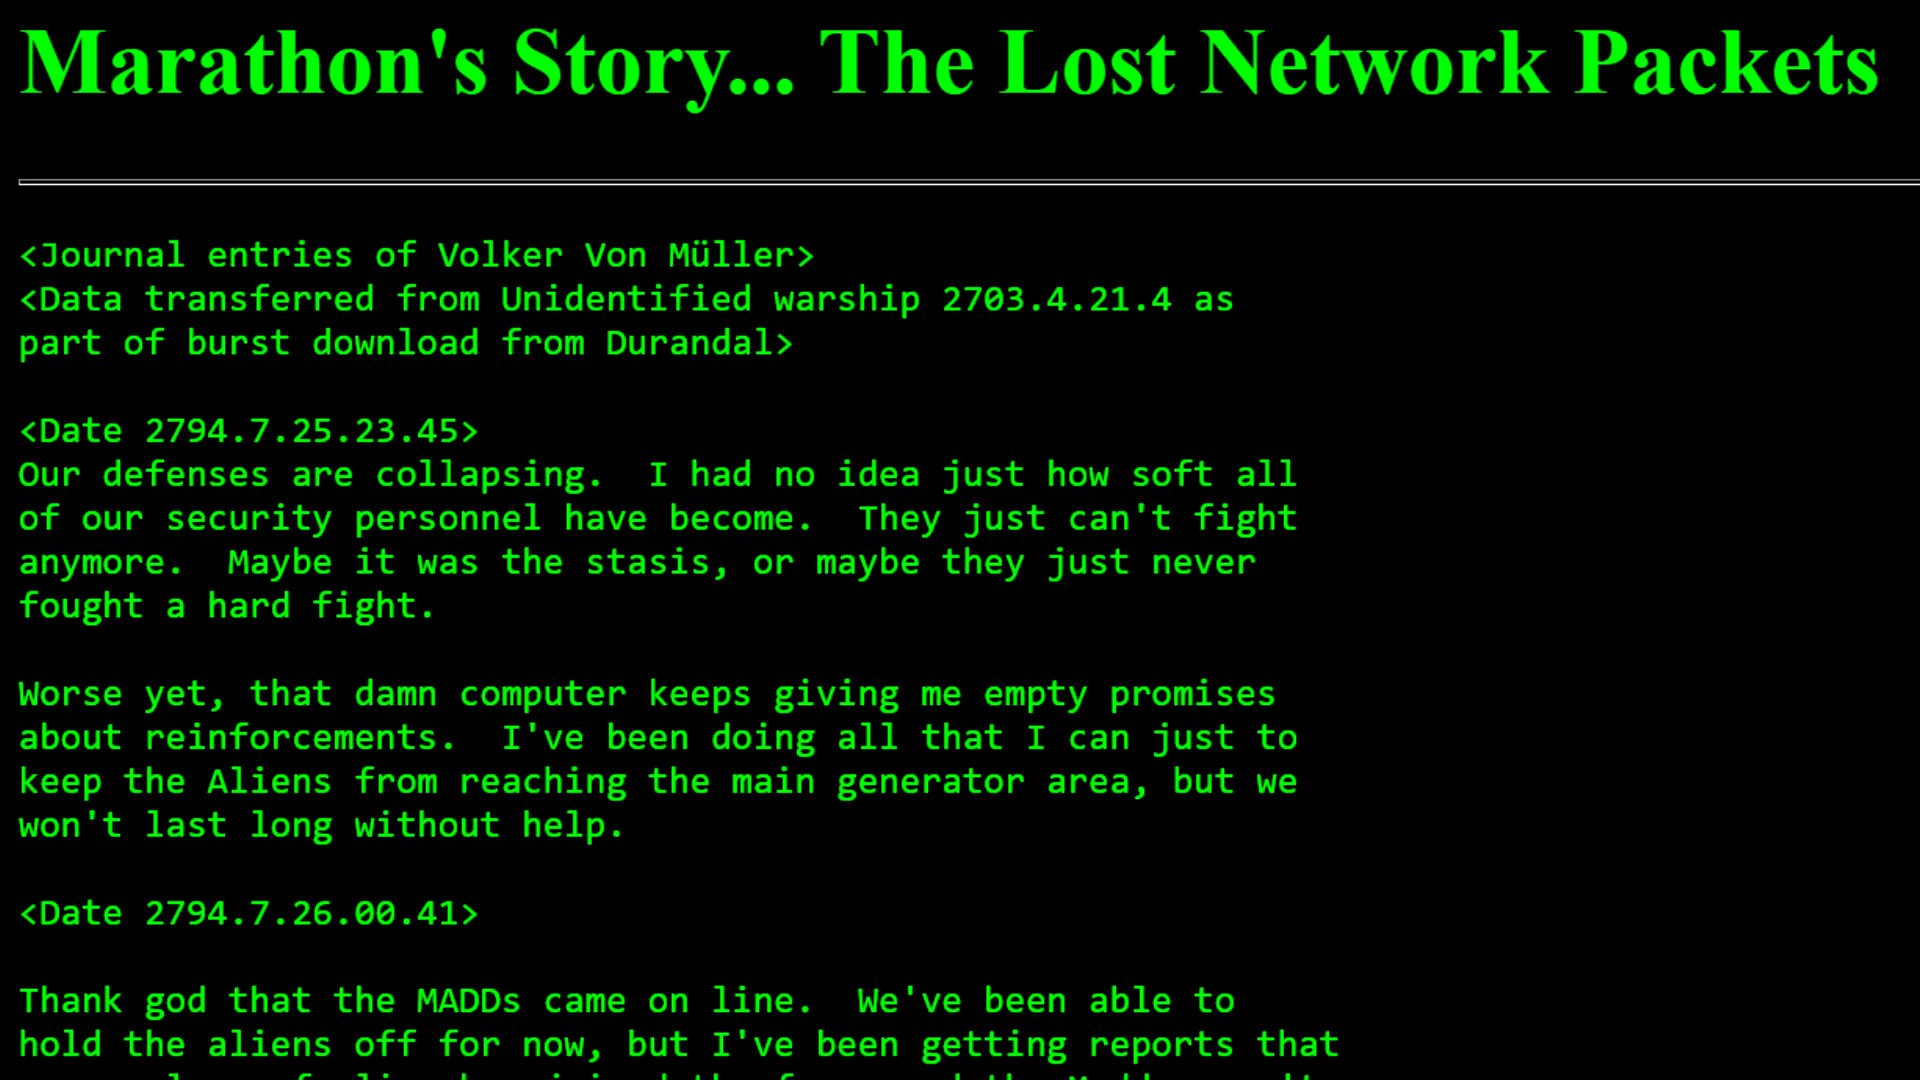 Marathon's Story... The Lost Network Packets
<Journal entries of Volker Von Müller>
<Data transferred from Unidentified warship 2703.4.21.4 as
part of burst download from Durandal>
<Date 2794.7.25.23.45>
Our defenses are collapsing.  I had no idea just how soft all
of our security personnel have become.  They just can't fight
anymore.  Maybe it was the stasis, or maybe they just never
fought a hard fight.
Worse yet, that damn computer keeps giving me empty promises
about reinforcements.  I've been doing all that I can just to
keep the Aliens from reaching the main generator area, but we
won't last long without help.
<Date 2794.7.26.00.41>
Thank god that the MADDs came on line.  We've been able to
hold the aliens off for now, but I've been getting reports that